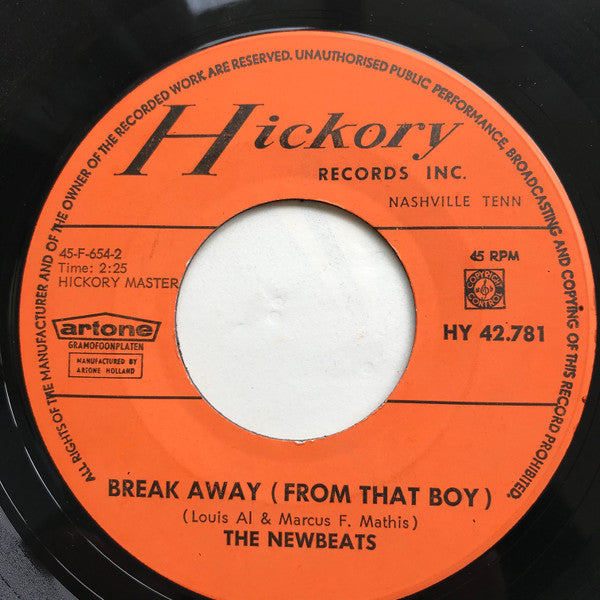 ALL RIGHTS OF THE MANUFACTURER AND OF THE OWNER OF THE RECORDED WORK ARE RESERVED. UNAUTHORISED PUBLIC PERFORMANCE, BROADCASTING AND COPYING OF THIS RECORD PROHIBITED.
Hickory
RECORDS INC.
NASHVILLE TENN
45-F-654-2
Time: 2:25
HICKORY MASTER
45 RPM
COPYRIGHT
CONTROL
artone
GRAMOFOONPLATEN
MANUFACTURED BY
ARTONE HOLLAND
HY 42.781
BREAK AWAY ( FROM THAT BOY )
( Louis Al & Marcus F. Mathis )
THE NEWBEATS